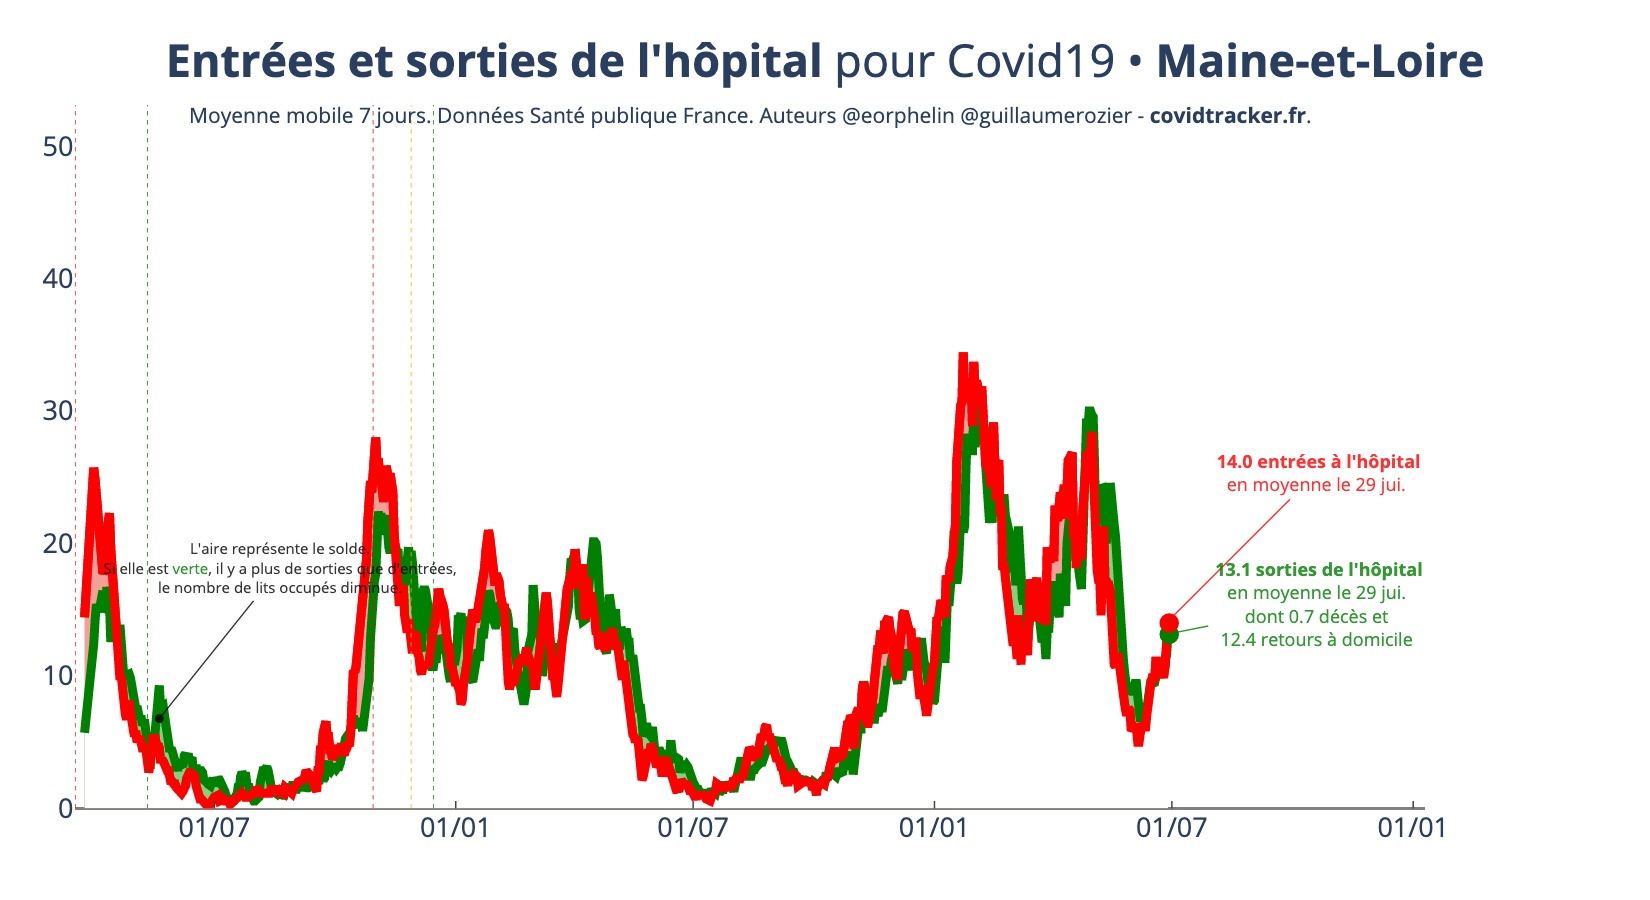 Entrées et sorties de l'hôpital pour Covid19 • Maine-et-Loire
Moyenne mobile 7 jours. Données Santé publique France. Auteurs @eorphelin @guillaumerozier - covidtracker.fr.
50
40
30
20
10
0
L'aire représente le solde.
Si elle est verte, il y a plus de sorties que d'entrées,
le nombre de lits occupés diminue.
14.0 entrées à l'hôpital
en moyenne le 29 jui.
13.1 sorties de l'hôpital
en moyenne le 29 jui.
dont 0.7 décès et
12.4 retours à domicile
01/07
01/01
01/07
01/01
01/07
01/01